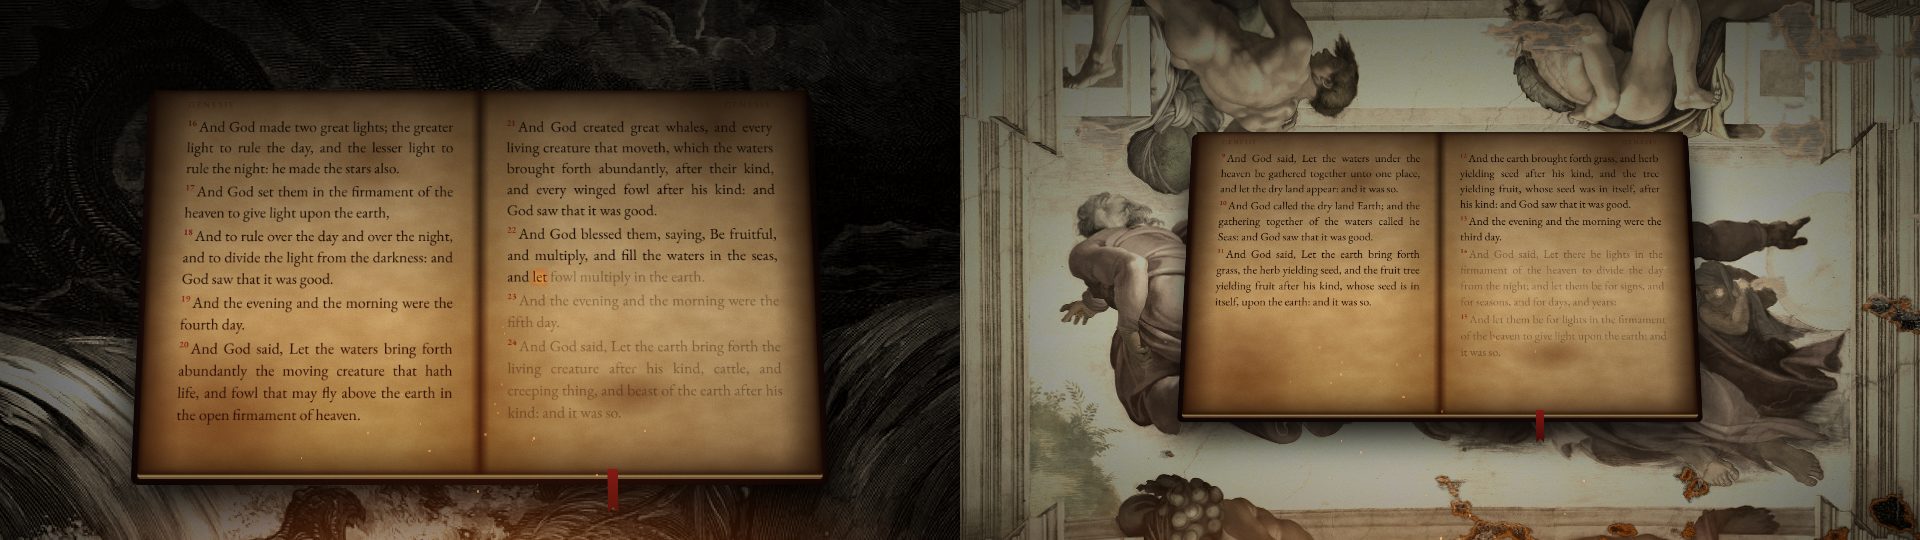 GENESIS
16 And God made two great lights; the greater
light to rule the day, and the lesser light to
rule the night: he made the stars also.
17 And God set them in the firmament of the
heaven to give light upon the earth,
18 And to rule over the day and over the night,
and to divide the light from the darkness: and
God saw that it was good.
19 And the evening and the morning were the
fourth day.
20 And God said, Let the waters bring forth
abundantly the moving creature that hath
life, and fowl that may fly above the earth in
the open firmament of heaven.
GENESIS
21 And God created great whales, and every
living creature that moveth, which the waters
brought forth abundantly, after their kind,
and every winged fowl after his kind: and
God saw that it was good.
22 And God blessed them, saying, Be fruitful,
and multiply, and fill the waters in the seas,
and let fowl multiply in the earth.
23 And the evening and the morning were the
fifth day.
24 And God said, Let the earth bring forth the
living creature after his kind, cattle, and
creeping thing, and beast of the earth after his
kind: and it was so.
GENESIS
9 And God said, Let the waters under the
heaven be gathered together unto one place,
and let the dry land appear: and it was so.
10 And God called the dry land Earth; and the
gathering together of the waters called he
Seas: and God saw that it was good.
11 And God said, Let the earth bring forth
grass, the herb yielding seed, and the fruit tree
yielding fruit after his kind, whose seed is in
itself, upon the earth: and it was so.
GENESIS
12 And the earth brought forth grass, and herb
yielding seed after his kind, and the tree
yielding fruit, whose seed was in itself, after
his kind: and God saw that it was good.
13 And the evening and the morning were the
third day.
14 And God said, Let there be lights in the
firmament of the heaven to divide the day
from the night; and let them be for signs, and
for seasons, and for days, and years:
15 And let them be for lights in the firmament
of the heaven to give light upon the earth: and
it was so.